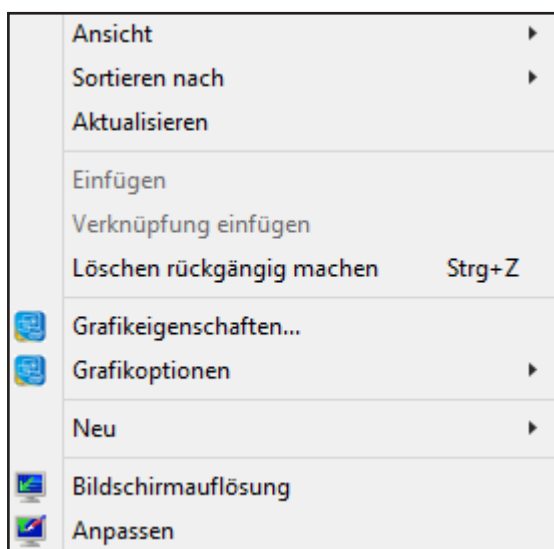 Ansicht
Sortieren nach
Aktualisieren
Einfügen
Verknüpfung einfügen
Löschen rückgängig machen Strg+Z
Grafikeigenschaften...
Grafikoptionen
Neu
Bildschirmauflösung
Anpassen